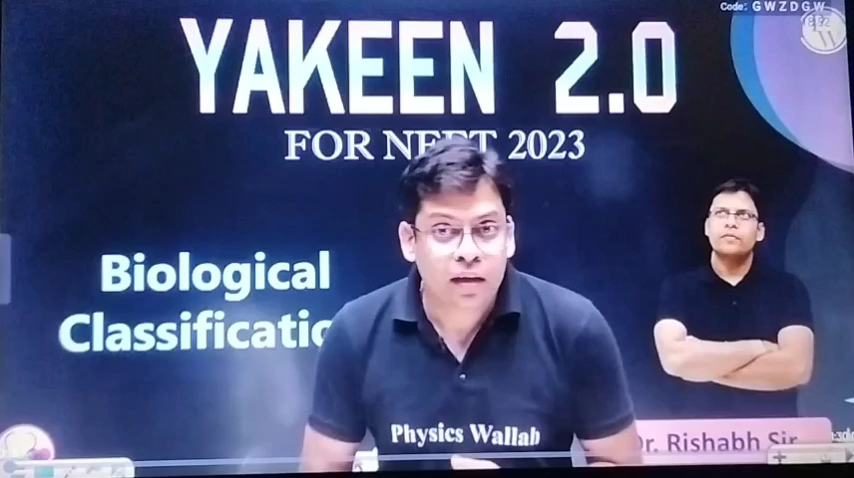 Code: GWZDGW
YAKEEN 2.0
FOR NEET 2023
Biological
Classificatio
Physics Wallah
Dr. Rishabh Sir